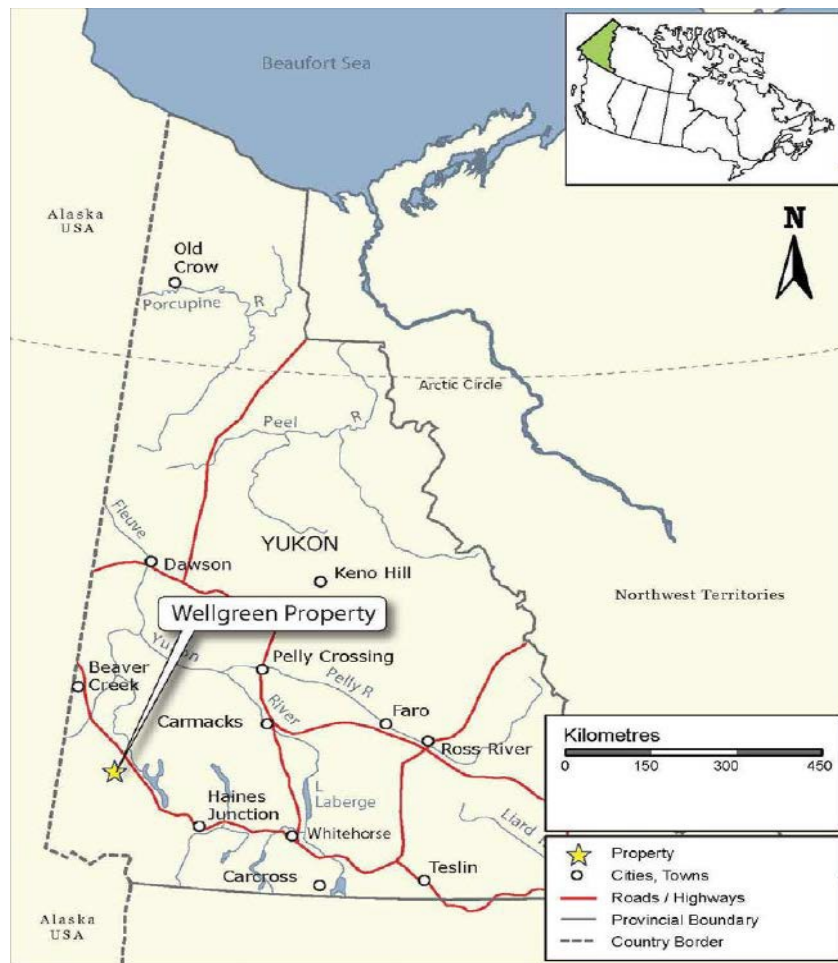 Beaufort Sea
Alaska
USA
N
Old
Crow
Porcupine R
Arctic Circle
Peel R
Fleuve
YUKON
Dawson
Keno Hill
Northwest Territories
Wellgreen Property
Yukon
River
Pelly Crossing
Beaver
Creek
Pelly R
Faro
Carmacks
Ross River
Kilometres
0 150 300 450
L
Laberge
Haines
Junction
Liard
Whitehorse
Teslin
Carcross
Property
Cities, Towns
Roads / Highways
Provincial Boundary
Country Border
Alaska
USA